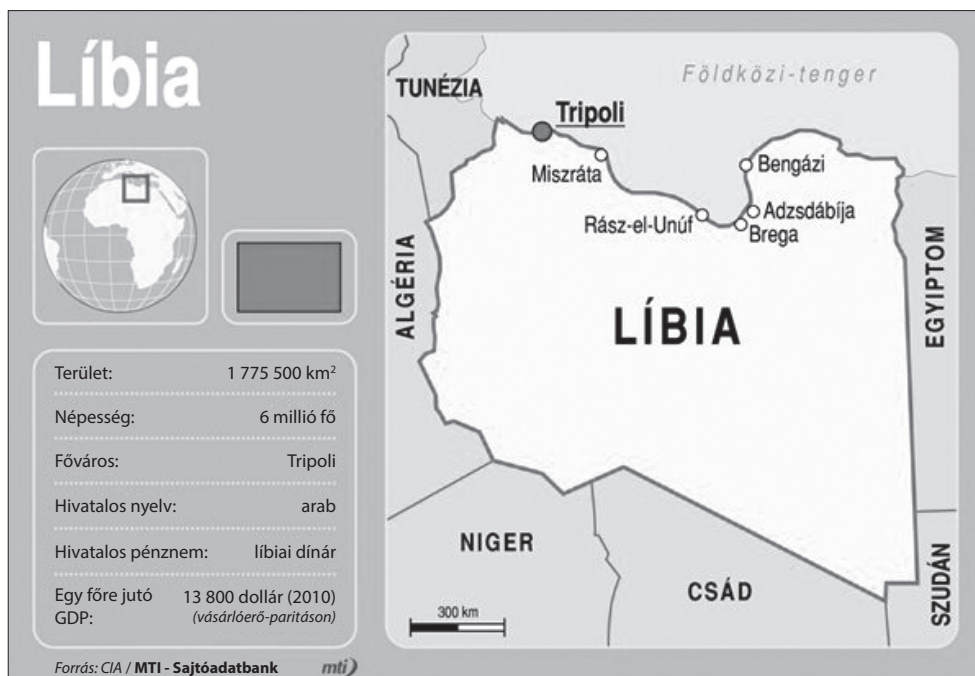 Líbia
Terület: 1 775 500 km²
Népesség: 6 millió fő
Főváros: Tripoli
Hivatalos nyelv: arab
Hivatalos pénznem: líbiai dínár
Egy főre jutó 13 800 dollár (2010)
GDP: (vásárlóerő-paritáson)
Forrás: CIA / MTI - Sajtóadatbank mti
Földközi-tenger
TUNÉZIA
Tripoli
Miszráta
Bengázi
Rász-el-Unúf
Adzsdábíja
Brega
ALGÉRIA
LÍBIA
EGYIPTOM
NIGER
CSÁD
SZUDÁN
300 km